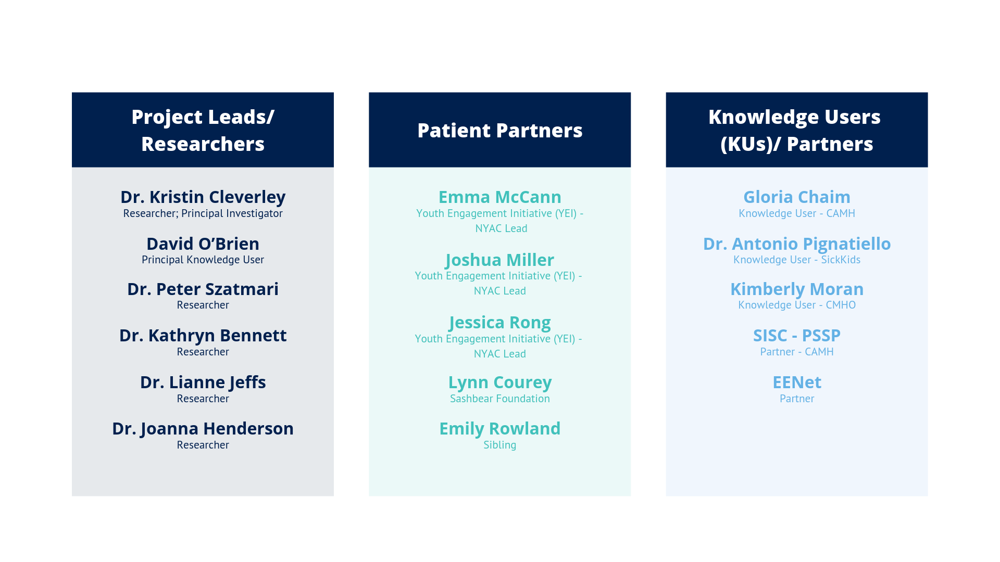 Project Leads/
Researchers
Dr. Kristin Cleverley
Researcher; Principal Investigator
David O’Brien
Principal Knowledge User
Dr. Peter Szatmari
Researcher
Dr. Kathryn Bennett
Researcher
Dr. Lianne Jeffs
Researcher
Dr. Joanna Henderson
Researcher
Patient Partners
Emma McCann
Youth Engagement Initiative (YEI) -
NYAC Lead
Joshua Miller
Youth Engagement Initiative (YEI) -
NYAC Lead
Jessica Rong
Youth Engagement Initiative (YEI) -
NYAC Lead
Lynn Courey
Sashbear Foundation
Emily Rowland
Sibling
Knowledge Users
(KUs)/ Partners
Gloria Chaim
Knowledge User - CAMH
Dr. Antonio Pignatiello
Knowledge User - SickKids
Kimberly Moran
Knowledge User - CMHO
SISC - PSSP
Partner - CAMH
EENet
Partner